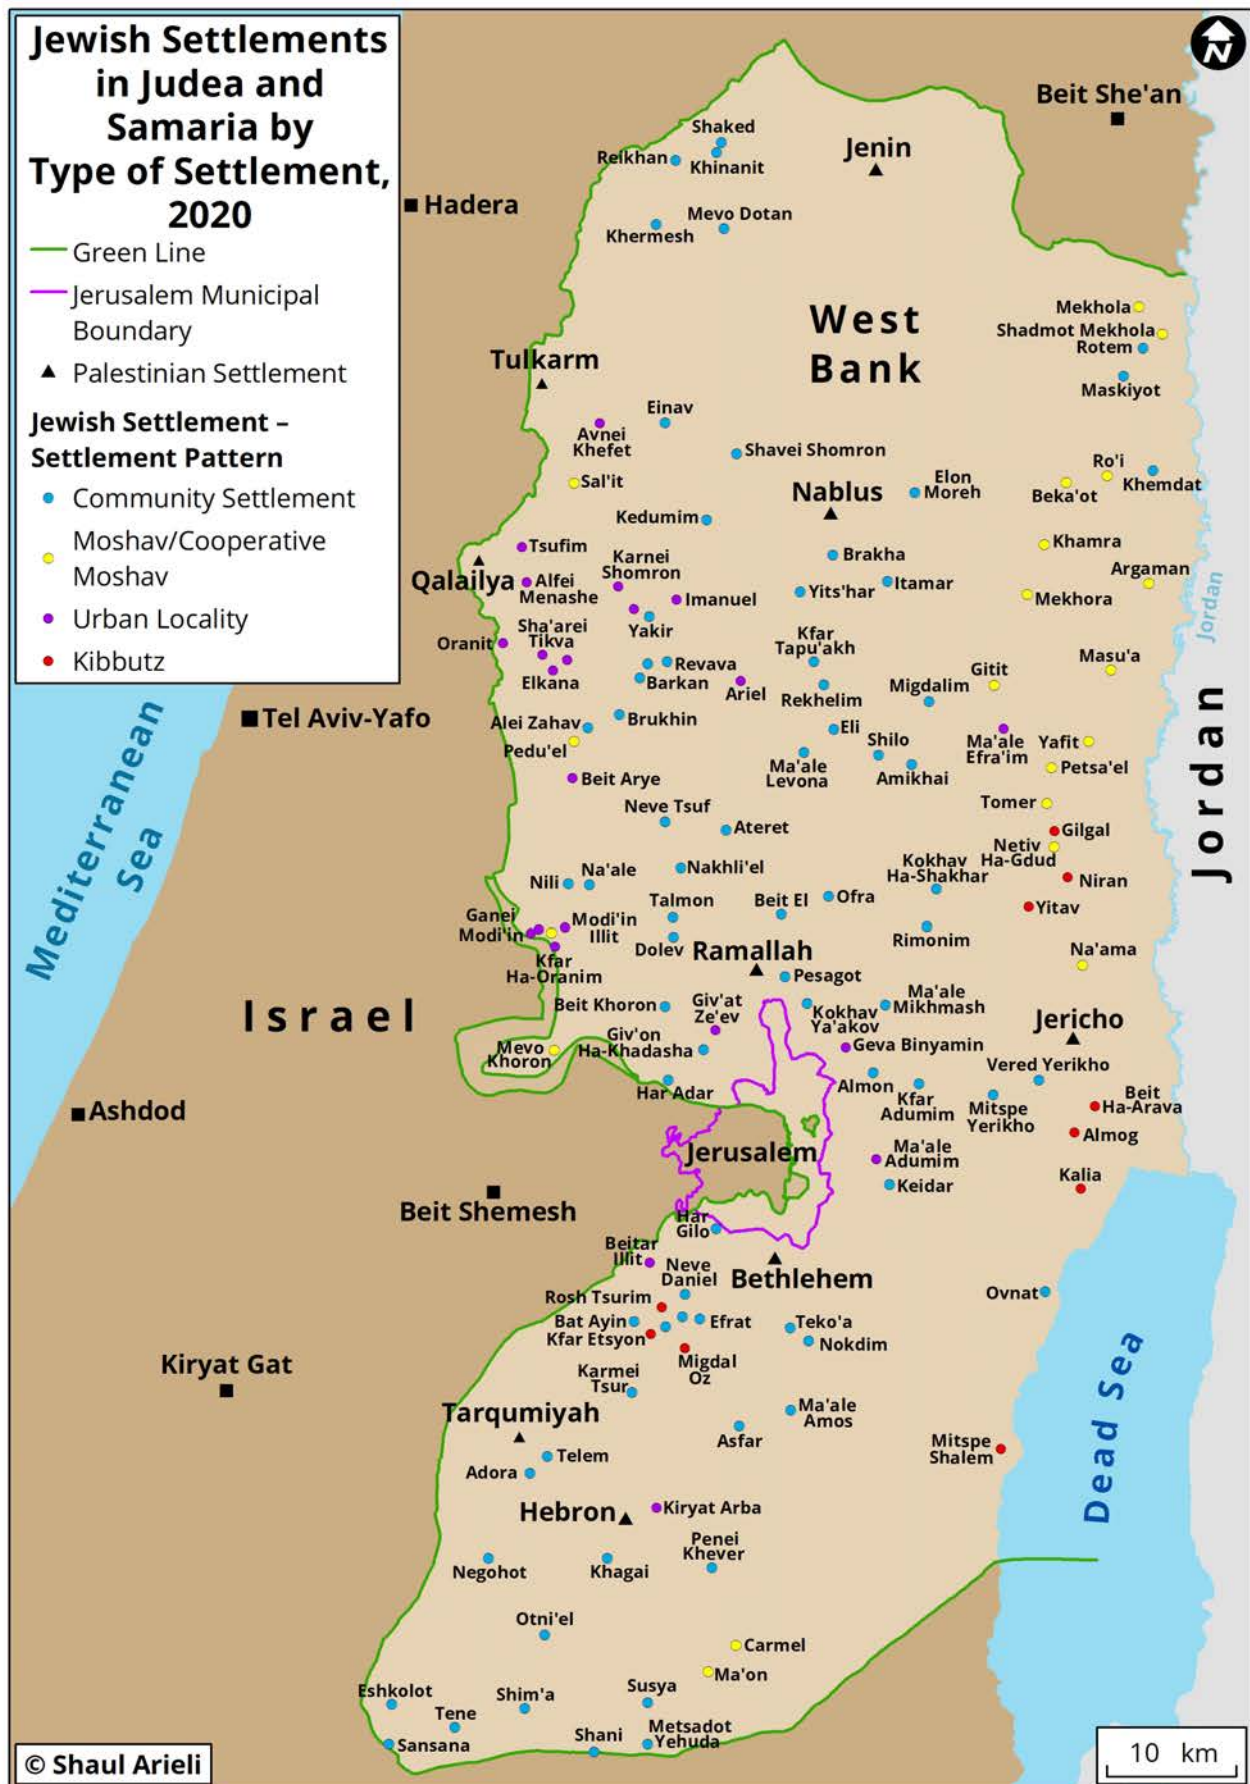 Jewish Settlements
in Judea and
Samaria by
Type of Settlement,
2020
Green Line
Jerusalem Municipal
Boundary
Palestinian Settlement
Jewish Settlement –
Settlement Pattern
Community Settlement
Moshav/Cooperative
Moshav
Urban Locality
Kibbutz
N
Beit She'an
Shaked
Reikhan
Khinanit
Jenin
Hadera
Mevo Dotan
Khermesh
West
Bank
Mekhola
Shadmot Mekhola
Rotem
Maskiyot
Tulkarm
Einav
Avnei
Khefet
Shavei Shomron
Sal'it
Nablus
Elon
Moreh
Ro'i
Beka'ot
Khemdat
Kedumim
Tsufim
Karnei
Shomron
Brakha
Khamra
Argaman
Qalailya
Alfei
Menashe
Imanuel
Yits'har
Itamar
Mekhora
Jordan
Yakir
Sha'arei
Tikva
Oranit
Elkana
Revava
Barkan
Ariel
Kfar
Tapu'akh
Rekhelim
Migdalim
Gitit
Masu'a
Tel Aviv-Yafo
Alei Zahav
Brukhin
Pedu'el
Eli
Shilo
Ma'ale
Levona
Amikhai
Ma'ale
Efra'im
Yafit
Petsa'el
Jordan
Mediterranean
Sea
Beit Arye
Neve Tsuf
Ateret
Tomer
Gilgal
Netiv
Ha-Gdud
Nili
Na'ale
Nakhli'el
Kokhav
Ha-Shakhar
Niran
Yitav
Talmon
Beit El
Ofra
Ganei
Modi'in
Modi'in
Illit
Kfar
Ha-Oranim
Dolev
Ramallah
Rimonim
Na'ama
Pesagot
Israel
Beit Khoron
Giv'at
Ze'ev
Kokhav
Ya'akov
Ma'ale
Mikhmash
Jericho
Mevo
Khoron
Giv'on
Ha-Khadasha
Geva Binyamin
Vered Yerikho
Har Adar
Almon
Kfar
Adumim
Mitspe
Yerikho
Beit
Ha-Arava
Almog
Ashdod
Jerusalem
Ma'ale
Adumim
Keidar
Kalia
Beit Shemesh
Har
Gilo
Beitar
Illit
Neve
Daniel
Bethlehem
Ovnat
Rosh Tsurim
Bat Ayin
Efrat
Kfar Etsyon
Teko'a
Nokdim
Migdal
Oz
Kiryat Gat
Karmei
Tsur
Dead Sea
Tarqumiyah
Ma'ale
Amos
Asfar
Mitspe
Shalem
Telem
Adora
Hebron
Kiryat Arba
Penei
Khever
Negohot
Khagai
Otni'el
Carmel
Ma'on
Eshkolot
Tene
Shim'a
Susya
Sansana
Shani
Metsadot
Yehuda
© Shaul Arieli
10 km